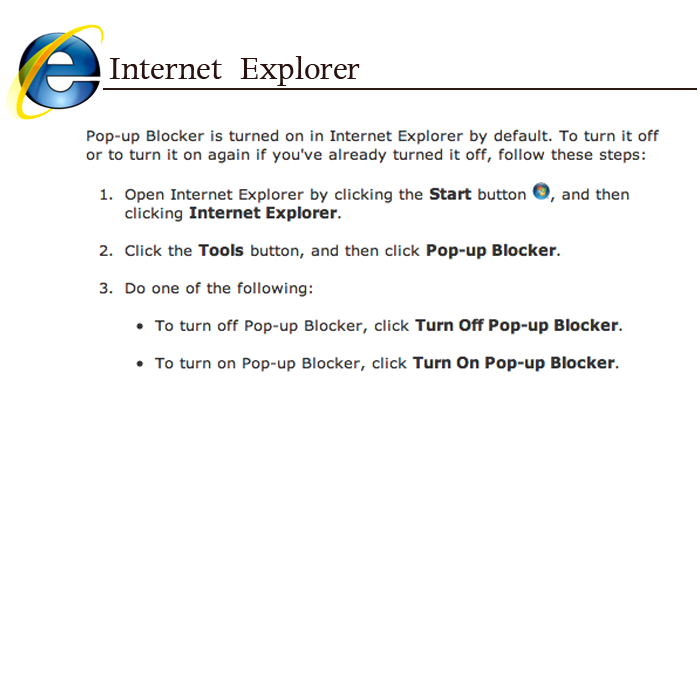 Internet Explorer
Pop-up Blocker is turned on in Internet Explorer by default. To turn it off
or to turn it on again if you've already turned it off, follow these steps:
1. Open Internet Explorer by clicking the Start button , and then
clicking Internet Explorer.
2. Click the Tools button, and then click Pop-up Blocker.
3. Do one of the following:
• To turn off Pop-up Blocker, click Turn Off Pop-up Blocker.
• To turn on Pop-up Blocker, click Turn On Pop-up Blocker.